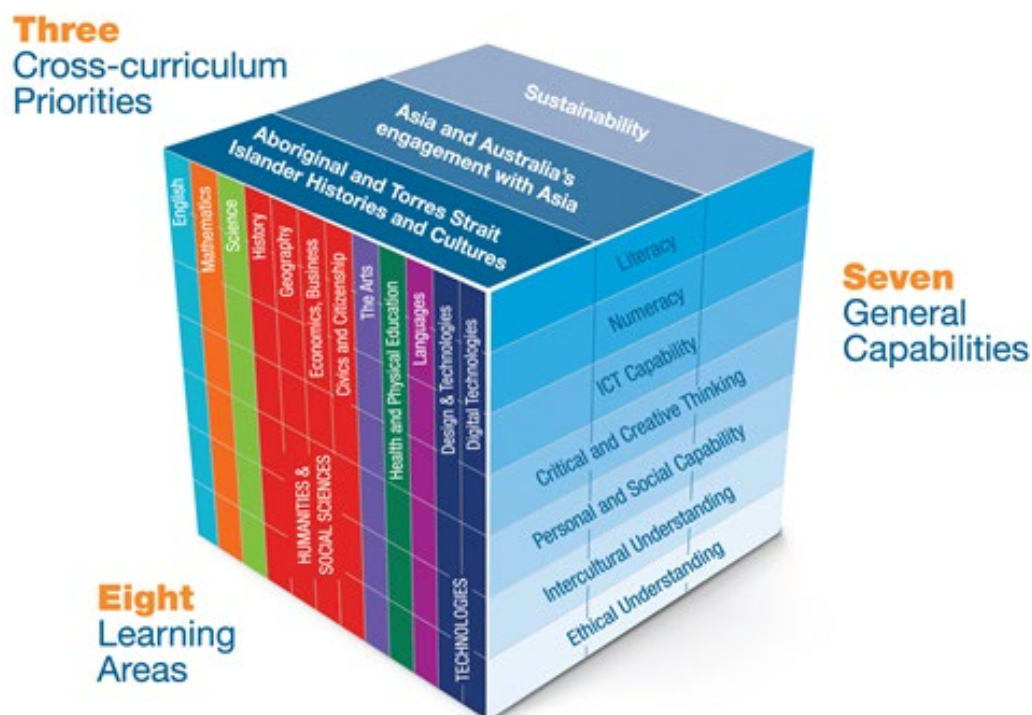 Three
Cross-curriculum
Priorities
Sustainability
Asia and Australia's
engagement with Asia
Aboriginal and Torres Strait
Islander Histories and Cultures
English
Mathematics
Science
History
Geography
Economics, Business
Civics and Citizenship
HUMANITIES &
SOCIAL SCIENCES
The Arts
Health and Physical Education
Languages
Design & Technologies
Digital Technologies
TECHNOLOGIES
Literacy
Numeracy
ICT Capability
Critical and Creative Thinking
Personal and Social Capability
Intercultural Understanding
Ethical Understanding
Seven
General
Capabilities
Eight
Learning
Areas